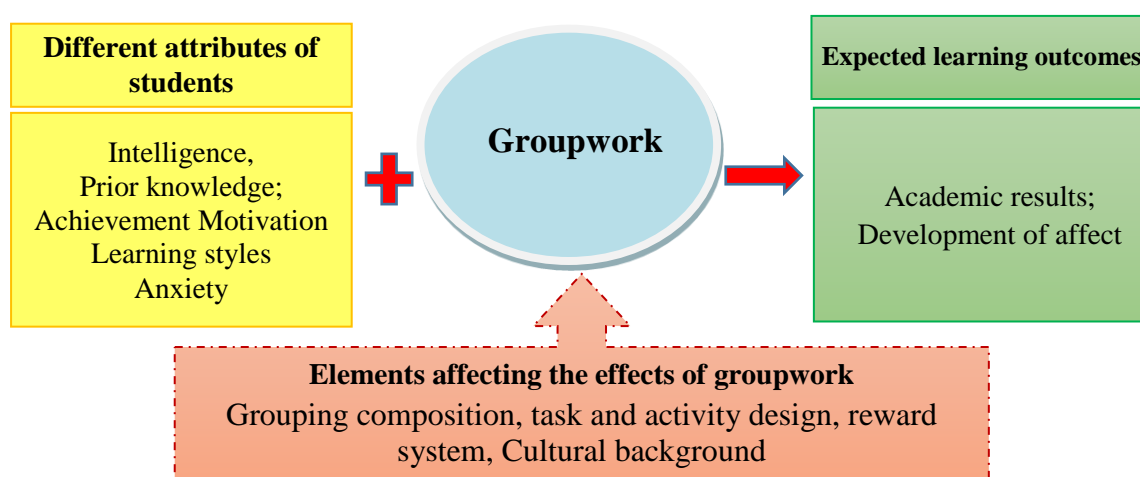 Different attributes of
students
Intelligence,
Prior knowledge;
Achievement Motivation
Learning styles
Anxiety
Groupwork
Expected learning outcomes
Academic results;
Development of affect
Elements affecting the effects of groupwork
Grouping composition, task and activity design, reward
system, Cultural background